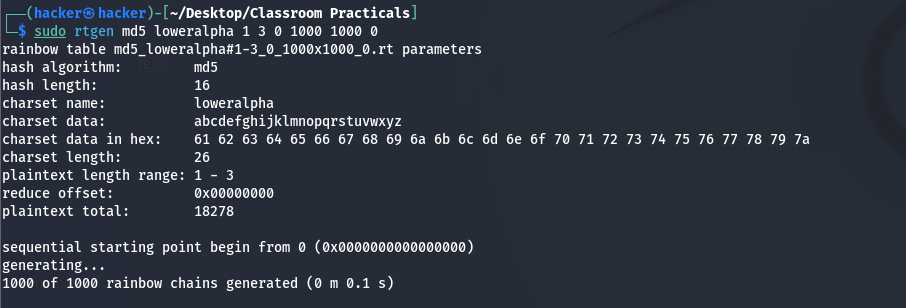 (hacker㉿hacker)-[~/Desktop/Classroom Practicals]
$ sudo rtgen md5 loweralpha 1 3 0 1000 1000 0
rainbow table md5_loweralpha#1-3_0_1000x1000_0.rt parameters
hash algorithm: md5
hash length: 16
charset name: loweralpha
charset data: abcdefghijklmnopqrstuvwxyz
charset data in hex: 61 62 63 64 65 66 67 68 69 6a 6b 6c 6d 6e 6f 70 71 72 73 74 75 76 77 78 79 7a
charset length: 26
plaintext length range: 1 - 3
reduce offset: 0x00000000
plaintext total: 18278
sequential starting point begin from 0 (0x0000000000000000)
generating...
1000 of 1000 rainbow chains generated (0 m 0.1 s)